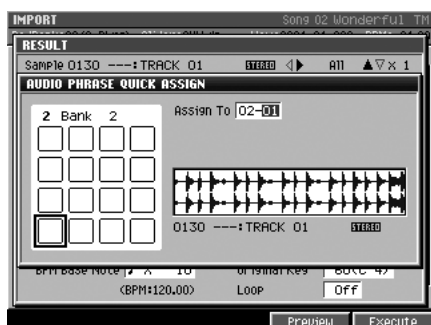 IMPORT Song 02 Wonderful TM
RESULT
Sample 0130 ---:TRACK 01 STEREO All × 1
AUDIO PHRASE QUICK ASSIGN
2 Bank 2
Assign To 02-01
0130 ---:TRACK 01 STEREO
BPM Base Note Original Key
(BPM:120.00) Loop Off
Preview Execute